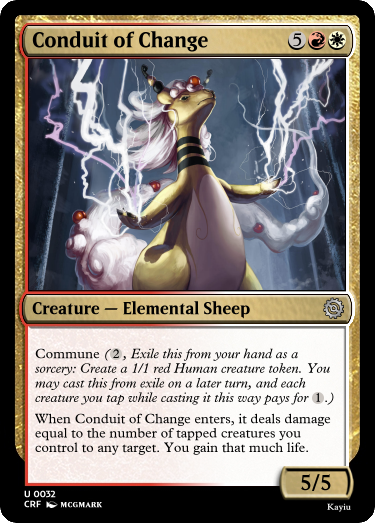 Conduit of Change 5
Creature — Elemental Sheep
Commune (2, Exile this from your hand as a
sorcery: Create a 1/1 red Human creature token. You
may cast this from exile on a later turn, and each
creature you tap while casting it this way pays for 1.)
When Conduit of Change enters, it deals damage
equal to the number of tapped creatures you
control to any target. You gain that much life.
5/5
U 0032
CRF MCGMARK
Kayiu